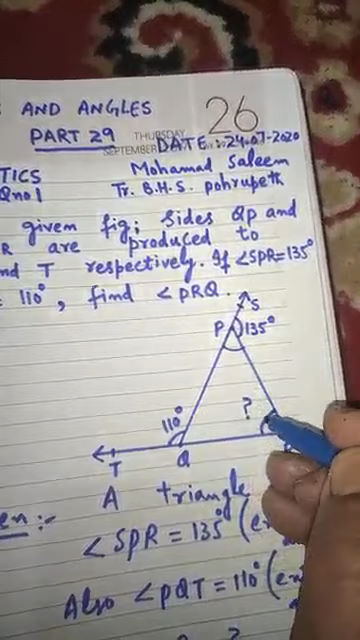 AND ANGLES
26
PART 29
THURSDAY
SEPTEMBER
DATE: 24-07-2020
TICS
Mohamad Saleem
Qno1
Tr. B.H.S. pohrupeth
given fig; Sides Qp and
R are produced to
nd T respectively. If ∠SPR=135°
= 110°, find ∠PRQ.
S
P 135°
?
110°
T Q
A triangle
en:-
∠SPR = 135° (
Also ∠PQT = 110° (